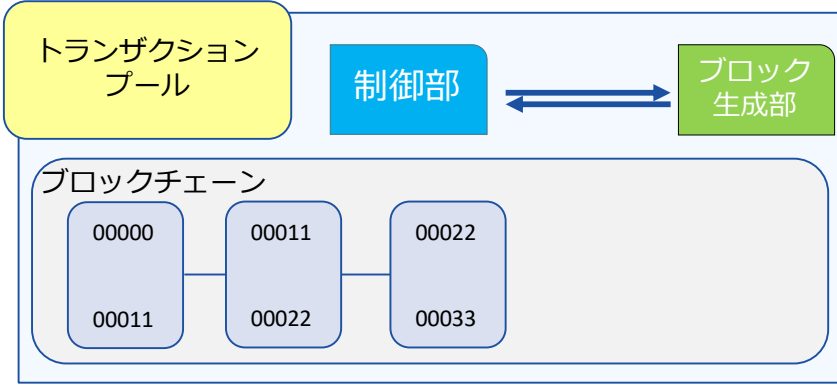 トランザクション
プール
制御部
ブロック
生成部
ブロックチェーン
00000
00011
00011
00022
00022
00033